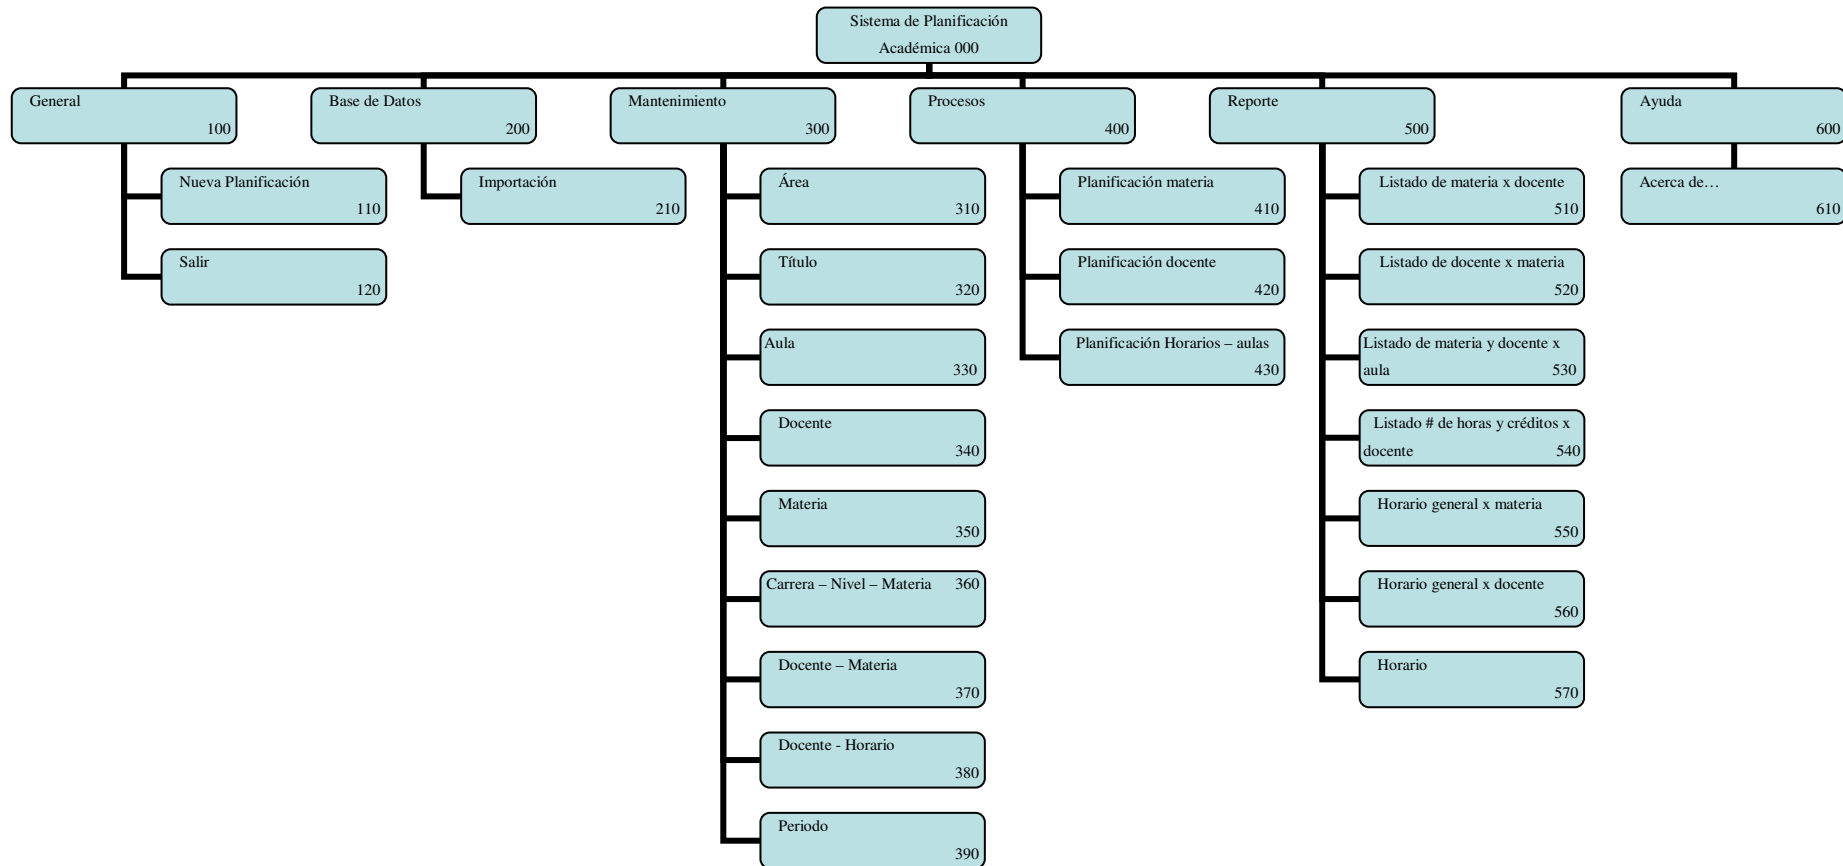 Sistema de Planificación
Académica 000
General
100
Base de Datos
200
Mantenimiento
300
Procesos
400
Reporte
500
Ayuda
600
Nueva Planificación
110
Salir
120
Importación
210
Área
310
Título
320
Aula
330
Docente
340
Materia
350
Carrera – Nivel – Materia 360
Docente – Materia
370
Docente - Horario
380
Periodo
390
Planificación materia
410
Planificación docente
420
Planificación Horarios – aulas
430
Listado de materia x docente
510
Listado de docente x materia
520
Listado de materia y docente x
aula 530
Listado # de horas y créditos x
docente 540
Horario general x materia
550
Horario general x docente
560
Horario
570
Acerca de…
610